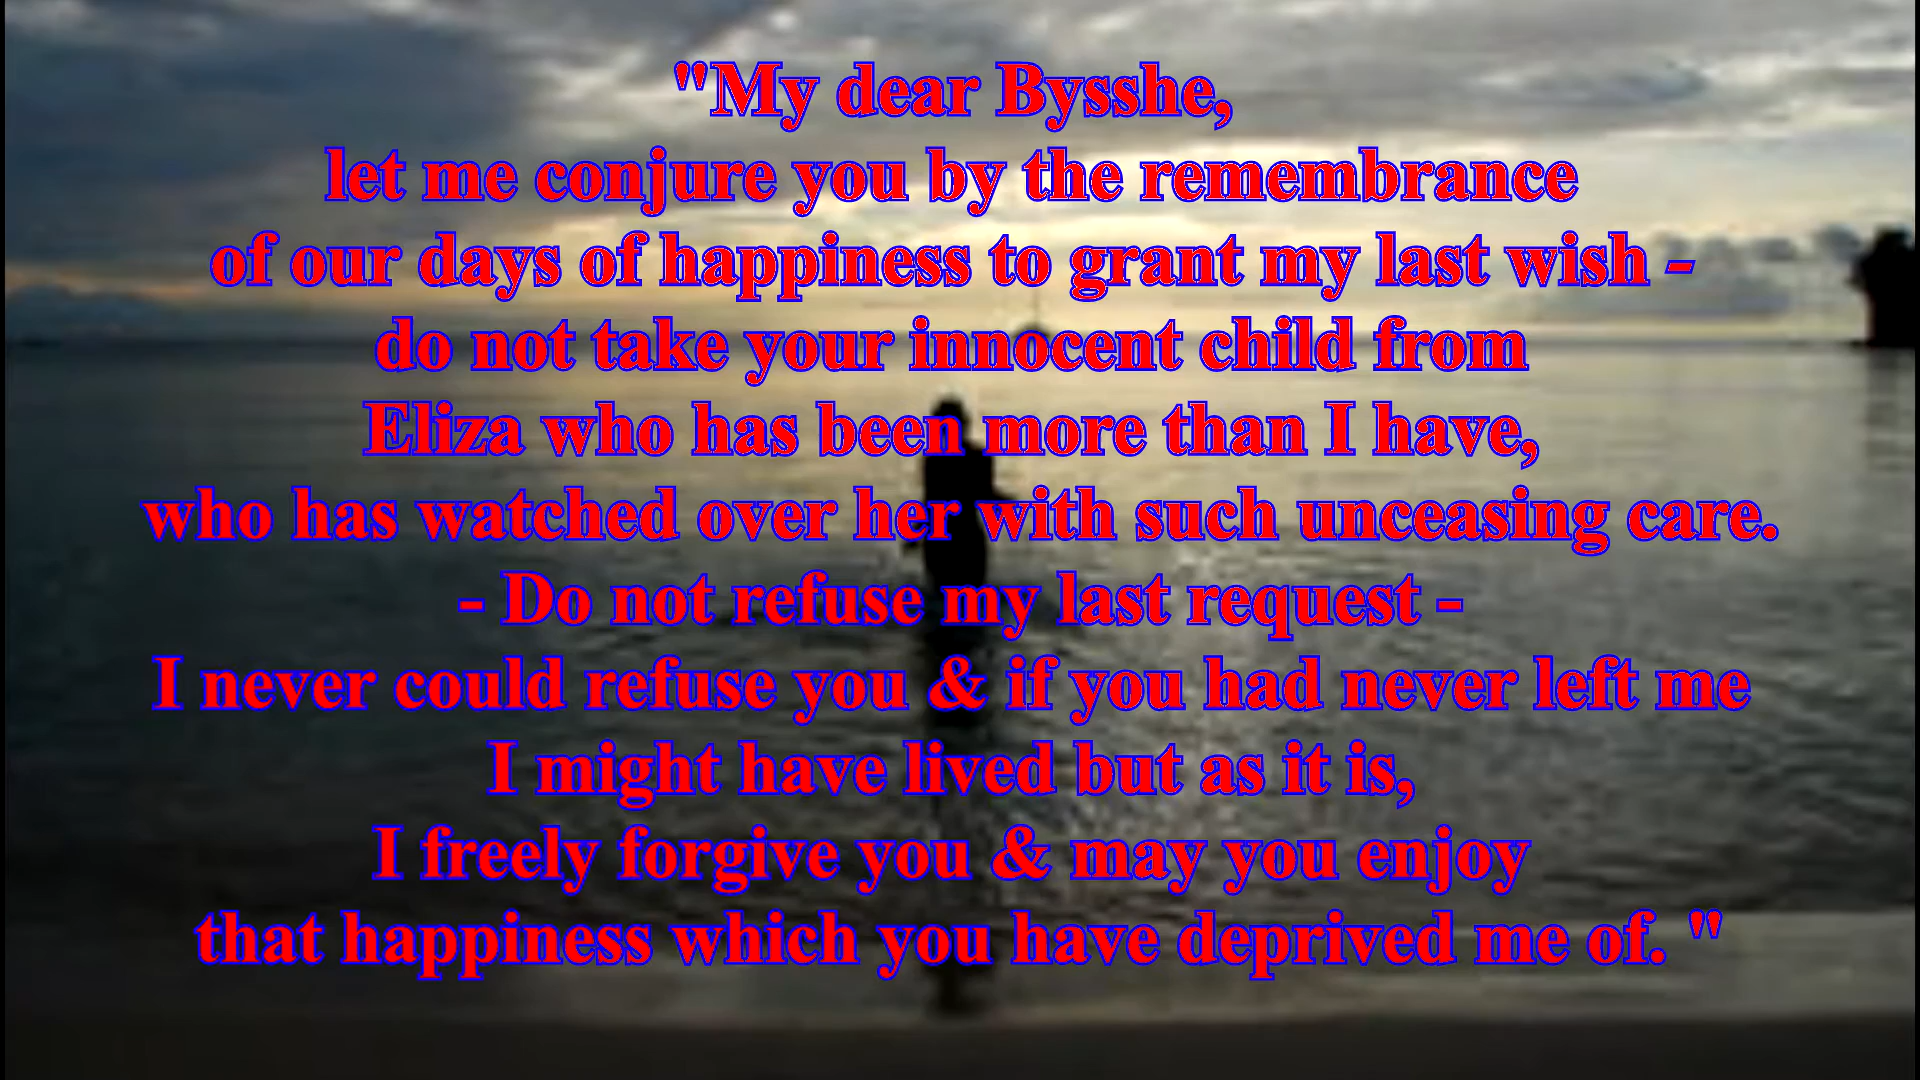 "My dear Bysshe,
let me conjure you by the remembrance
of our days of happiness to grant my last wish -
do not take your innocent child from
Eliza who has been more than I have,
who has watched over her with such unceasing care.
- Do not refuse my last request -
I never could refuse you & if you had never left me
I might have lived but as it is,
I freely forgive you & may you enjoy
that happiness which you have deprived me of. "